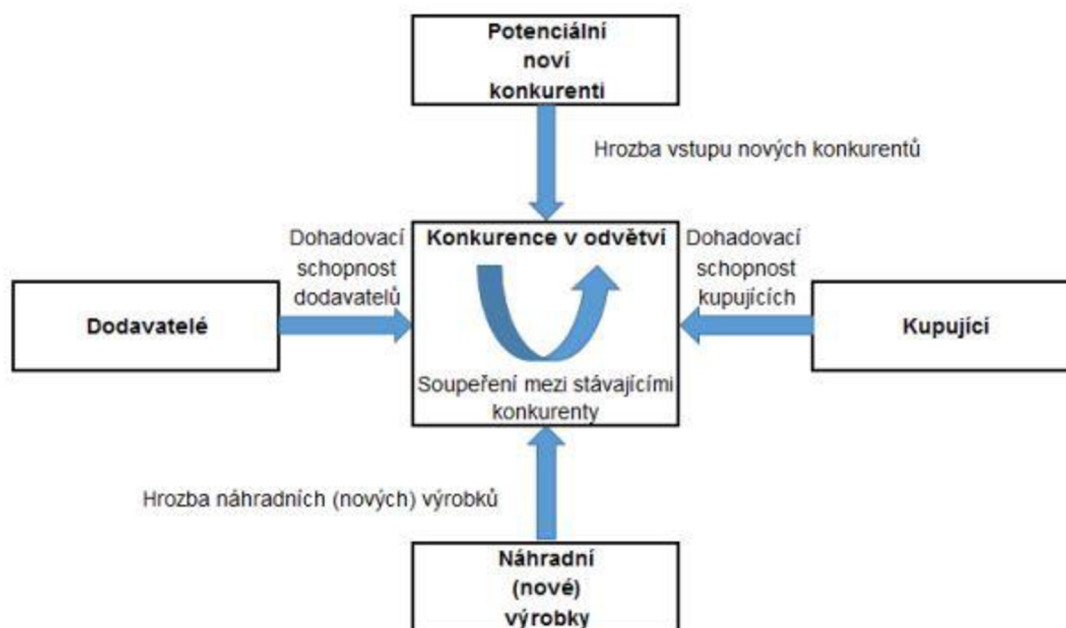 Potenciální
noví
konkurenti
Hrozba vstupu nových konkurentů
Dohadovací
schopnost
dodavatelů
Konkurence v odvětví
Dohadovací
schopnost
kupujících
Dodavatelé
Kupující
Soupeření mezi stávajícími
konkurenty
Hrozba náhradních (nových) výrobků
Náhradní
(nové)
výrobky